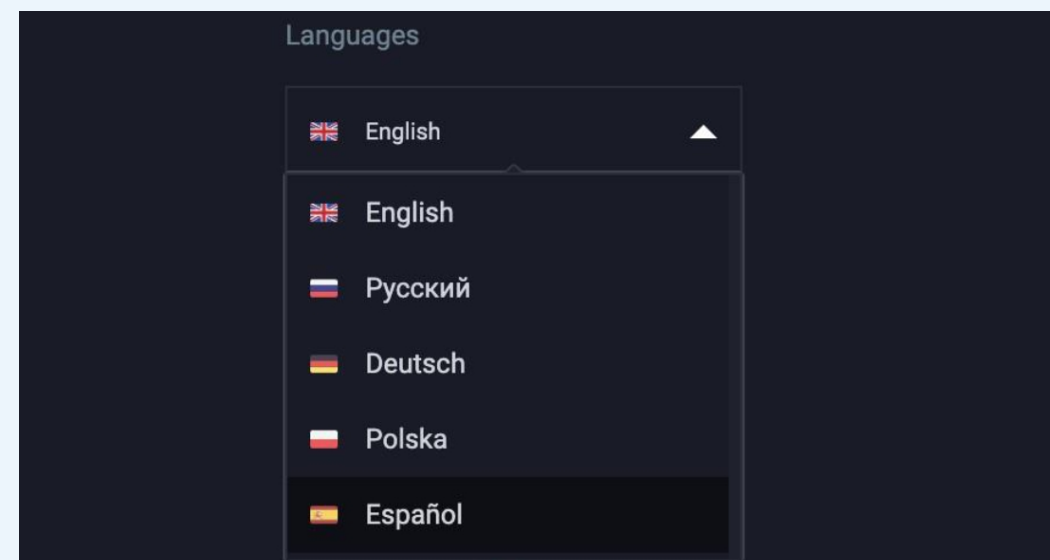 Languages
English
English
Русский
Deutsch
Polska
Español